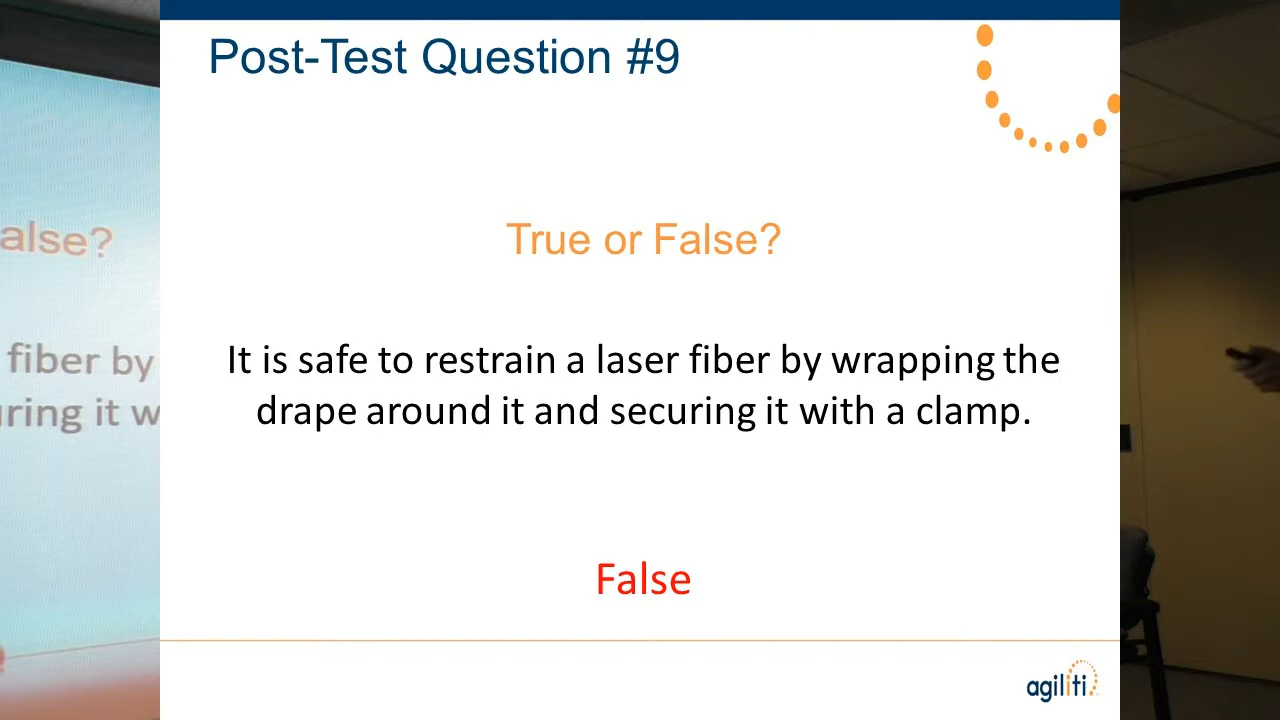 Post-Test Question #9
True or False?
It is safe to restrain a laser fiber by wrapping the
drape around it and securing it with a clamp.
False
agiliti
alse?
fiber by
uring it w